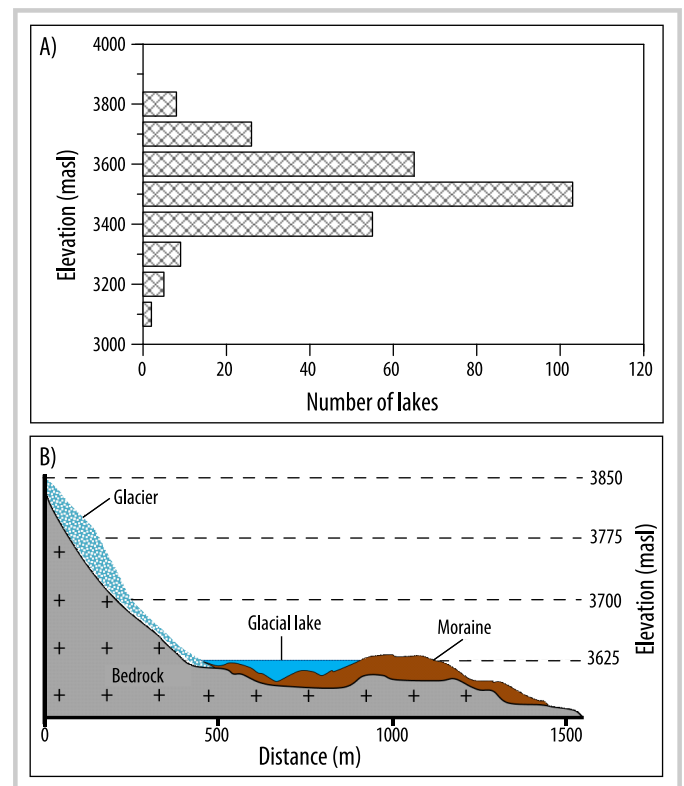 A)
4000
3800
3600
3400
3200
3000
Elevation (masl)
0 20 40 60 80 100 120
Number of lakes
B)
3850
Glacier
3775
3700
Glacial lake
Moraine
3625
Bedrock
Elevation (masl)
0 500 1000 1500
Distance (m)